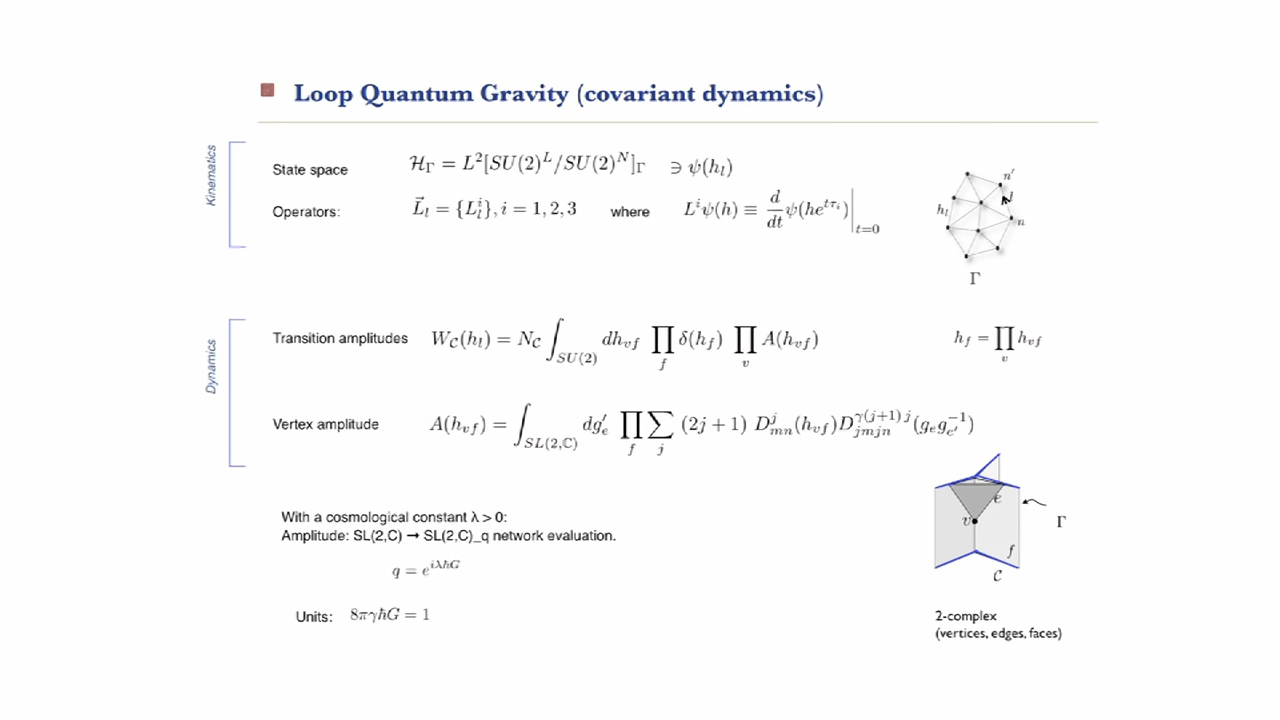 Loop Quantum Gravity (covariant dynamics)
Kinematics
State space $\mathcal{H}_\Gamma = L^2[SU(2)^L/SU(2)^N]_\Gamma \ni \psi(h_l)$
Operators: $\vec{L}_l = \{L^i_l\}, i = 1, 2, 3$ where $L^i\psi(h) \equiv \frac{d}{dt}\psi(he^{t\tau_i})\Big|_{t=0}$
n'
l
h_l
n
Γ
Dynamics
Transition amplitudes $W_\mathcal{C}(h_l) = N_\mathcal{C} \int_{SU(2)} dh_{vf} \prod_f \delta(h_f) \prod_v A(h_{vf})$ $h_f = \prod_v h_{vf}$
Vertex amplitude $A(h_{vf}) = \int_{SL(2,\mathbb{C})} dg'_e \prod_f \sum_j (2j+1) D^j_{mn}(h_{vf}) D^{\gamma(j+1)\,j}_{jmjn}(g_e g_{e'}^{-1})$
With a cosmological constant λ > 0:
Amplitude: SL(2,C) → SL(2,C)_q network evaluation.
$q = e^{i\lambda\hbar G}$
Units: $8\pi\gamma\hbar G = 1$
e
v
Γ
f
$\mathcal{C}$
2-complex
(vertices, edges, faces)